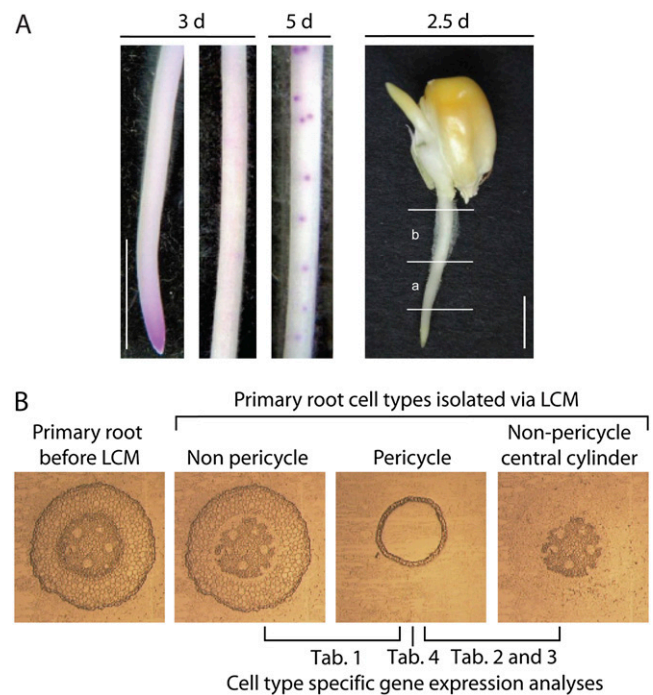 A
3 d
5 d
2.5 d
b
a
B
Primary root cell types isolated via LCM
Primary root
before LCM
Non pericycle
Pericycle
Non-pericycle
central cylinder
Tab. 1
Tab. 4
Tab. 2 and 3
Cell type specific gene expression analyses